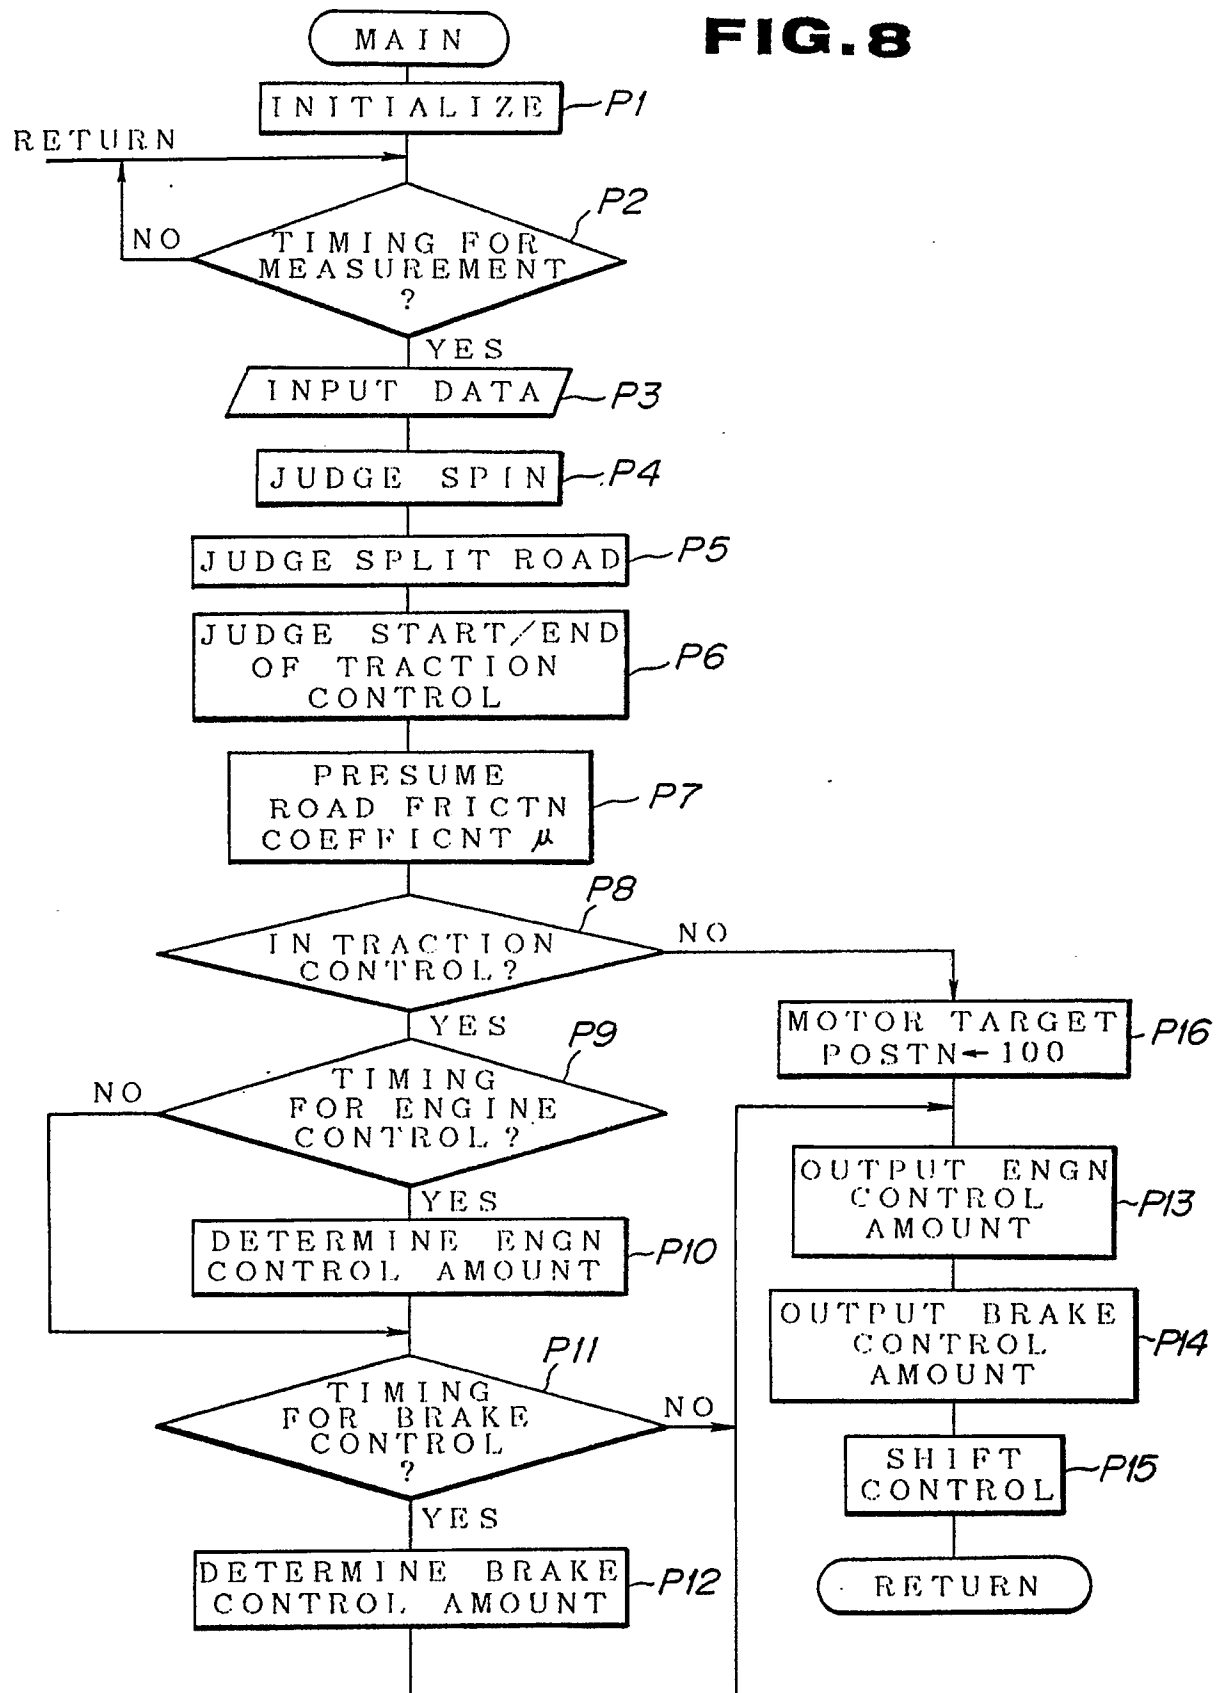 FIG.8
MAIN
INITIALIZE
P1
RETURN
NO
P2
TIMING FOR
MEASUREMENT
?
YES
INPUT DATA
P3
JUDGE SPIN
P4
JUDGE SPLIT ROAD
P5
JUDGE START/END
OF TRACTION
CONTROL
P6
PRESUME
ROAD FRICTN
COEFFICNT μ
P7
P8
IN TRACTION
CONTROL?
NO
YES
P9
TIMING
FOR ENGINE
CONTROL?
NO
YES
DETERMINE ENGN
CONTROL AMOUNT
P10
P11
TIMING
FOR BRAKE
CONTROL
?
NO
YES
DETERMINE BRAKE
CONTROL AMOUNT
P12
MOTOR TARGET
POSTN←100
P16
OUTPUT ENGN
CONTROL
AMOUNT
P13
OUTPUT BRAKE
CONTROL
AMOUNT
P14
SHIFT
CONTROL
P15
RETURN